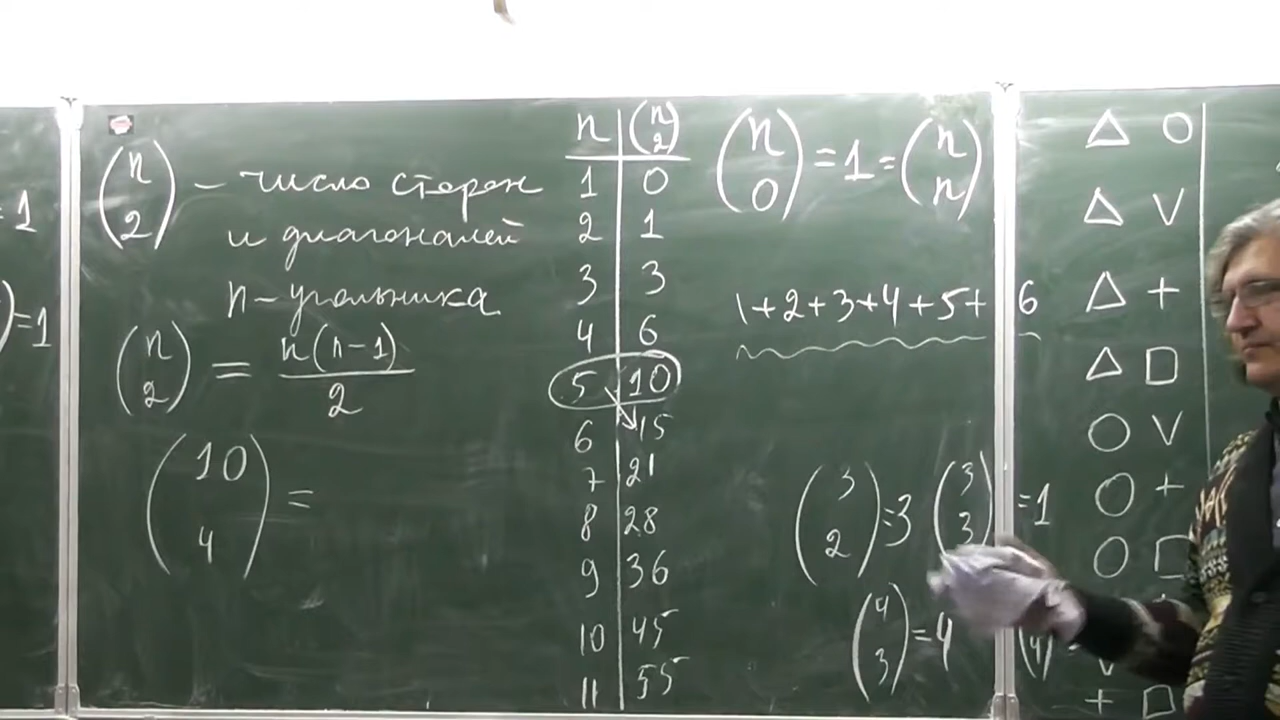 = 1
)=1
(n 2) – число сторон
и диагоналей
n–угольника
(n 2) = n(n–1)/2
(10 4) =
n | (n 2)
1 | 0
2 | 1
3 | 3
4 | 6
5 | 10
6 | 15
7 | 21
8 | 28
9 | 36
10 | 45
11 | 55
(n 0) = 1 = (n n)
1+2+3+4+5+6
(3 2)=3 (3 3)=1
(4 3)=4 (4
△ ○
△ V
△ +
△ □
○ V
○ +
○ □
V
+ □